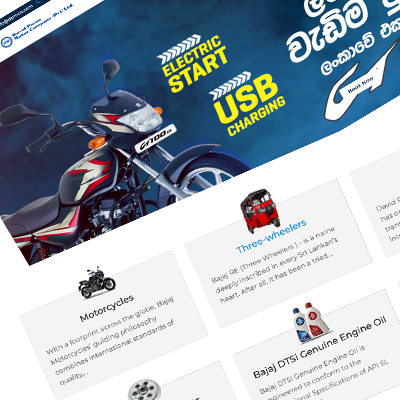 David Pieris
Motor Company (Pvt) Ltd.
ELECTRIC
START
USB
CHARGING
වැඩිම
ලංකාවේ
Book Now
CT100
Motorcycles
With a footprint across the globe, Bajaj
Motorcycles' guiding philosophy
combines international standards of
quality,...
Three-wheelers
Bajaj RE (Three Wheelers ) - is a name
deeply inscribed in every Sri Lankan's
heart. After all, it has been a tried...
David P
has o
Bajaj DTSi Genuine Engine Oil
Bajaj DTSi Genuine Engine Oil is
engineered to conform to the
Specifications of API SL